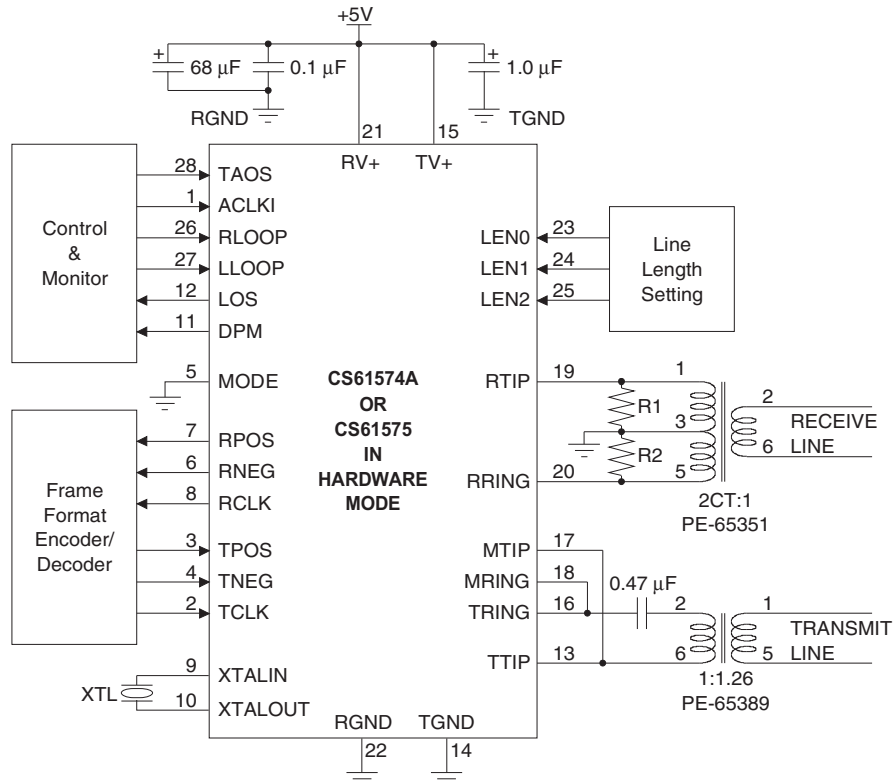 +5V
+
68 µF
0.1 µF
+
1.0 µF
RGND
TGND
21
15
RV+
TV+
Control
&
Monitor
28
TAOS
1
ACLKI
26
RLOOP
27
LLOOP
12
LOS
11
DPM
LEN0
23
LEN1
24
LEN2
25
Line
Length
Setting
5
MODE
CS61574A
OR
CS61575
IN
HARDWARE
MODE
RTIP
19
R1
R2
RRING
20
1
3
5
2
6
RECEIVE
LINE
2CT:1
PE-65351
Frame
Format
Encoder/
Decoder
7
RPOS
6
RNEG
8
RCLK
3
TPOS
4
TNEG
2
TCLK
MTIP
17
MRING
18
TRING
16
TTIP
13
0.47 µF
2
6
1
5
TRANSMIT
LINE
1:1.26
PE-65389
XTL
9
XTALIN
10
XTALOUT
RGND
TGND
22
14